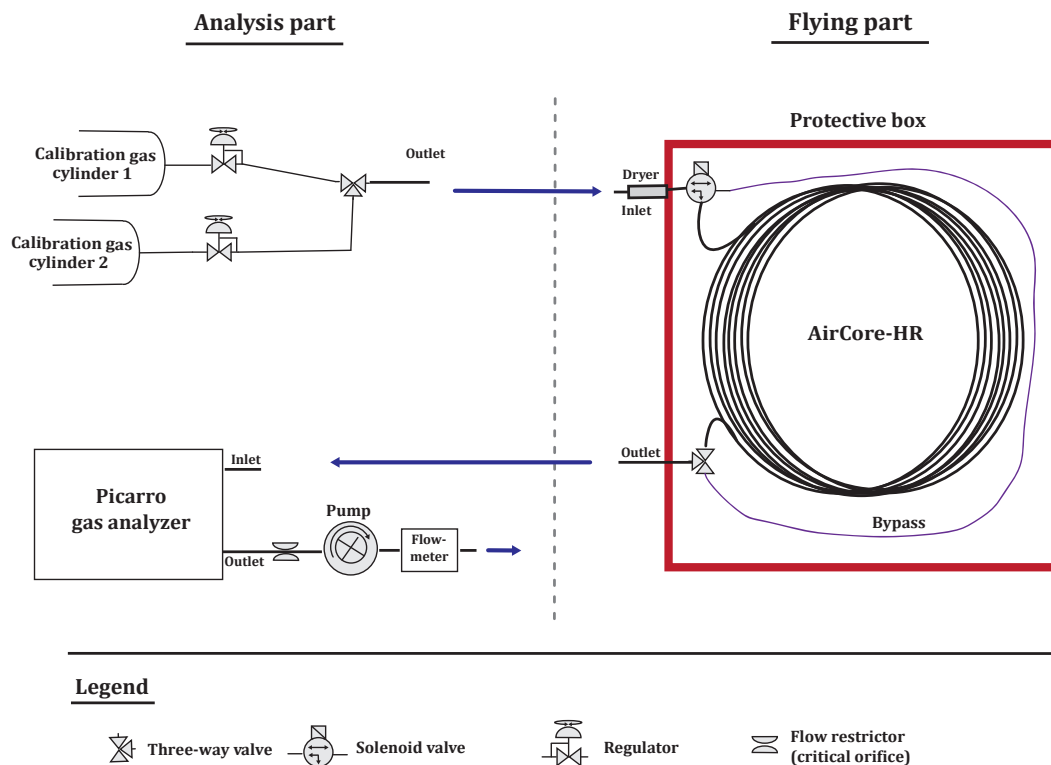 Analysis part
Flying part
Protective box
Calibration gas
cylinder 1
Outlet
Dryer
Inlet
Calibration gas
cylinder 2
AirCore-HR
Outlet
Inlet
Picarro
gas analyzer
Pump
Flow-
meter
Outlet
Bypass
Legend
Three-way valve
Solenoid valve
Regulator
Flow restrictor
(critical orifice)